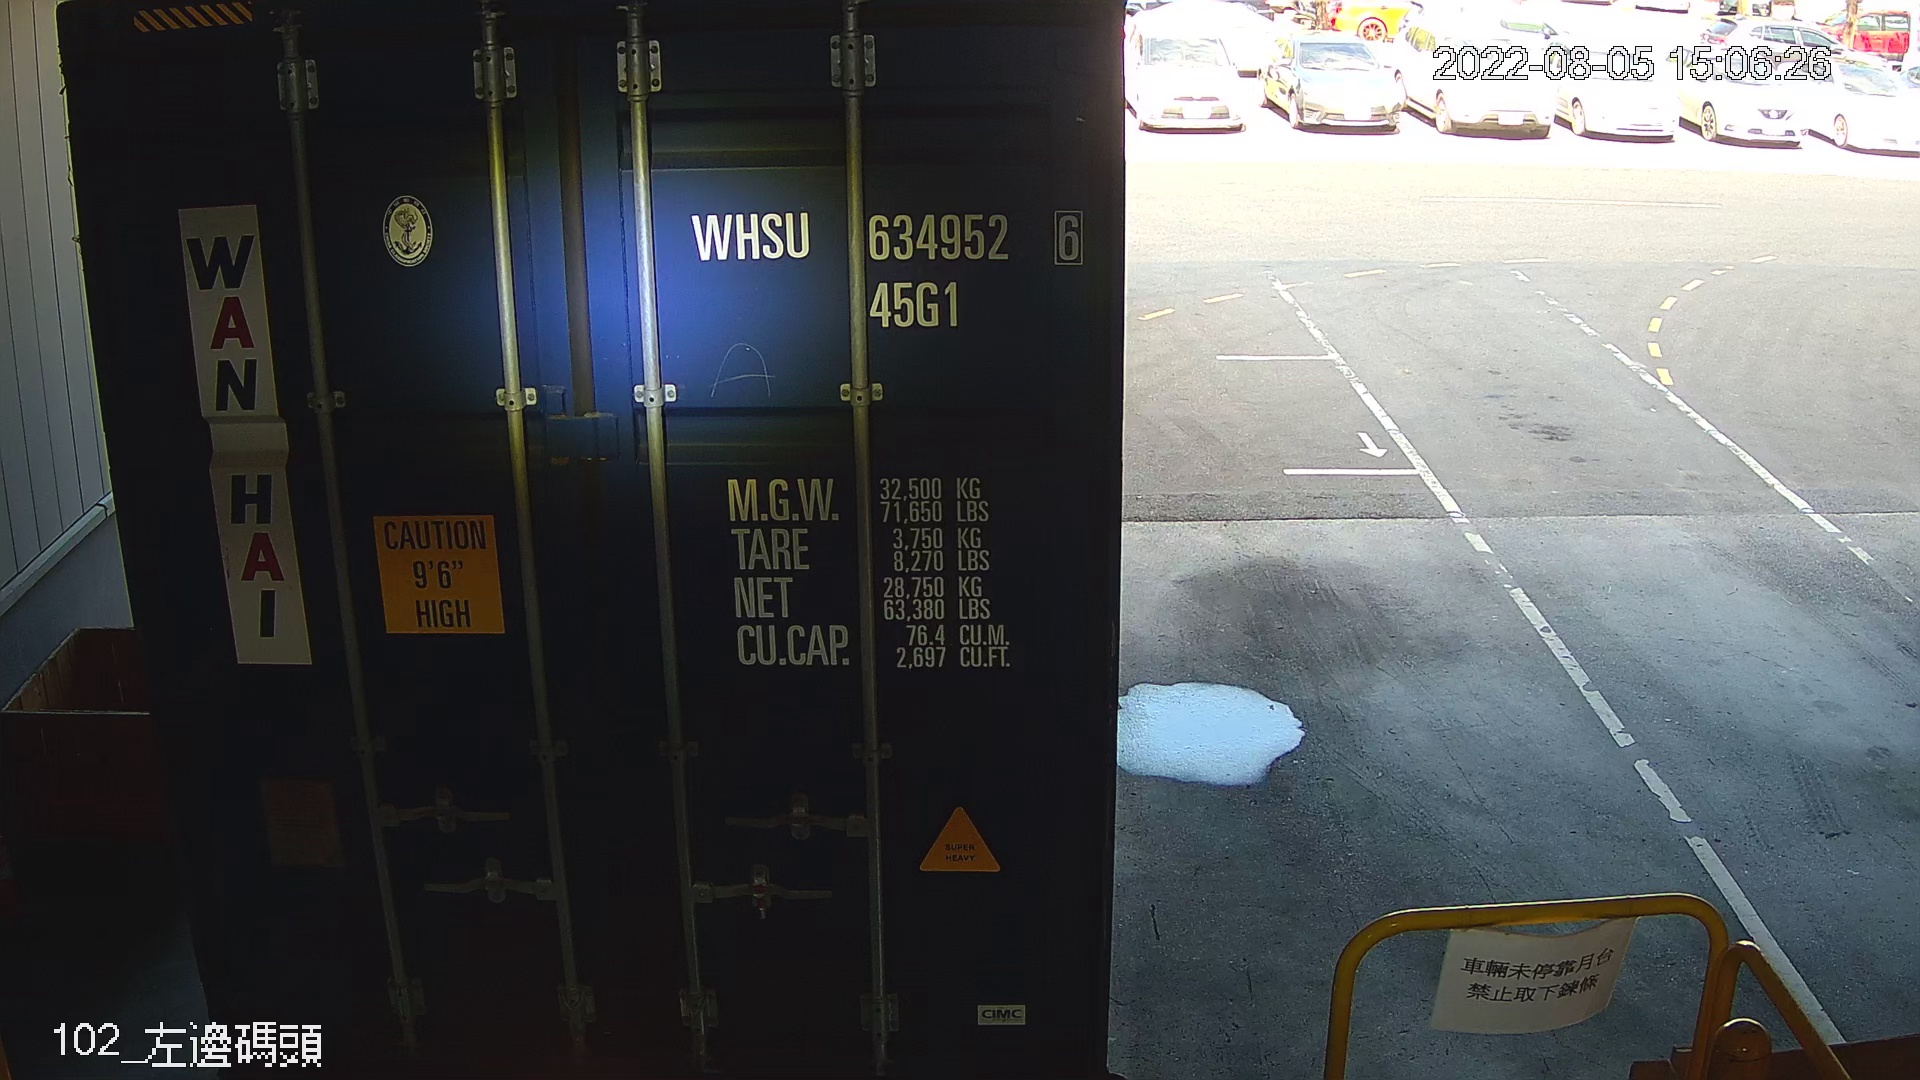 2022-08-05 15:06:26
WAN HAI
WHSU 634952 6
45G1
M.G.W. 32,500 KG
71,650 LBS
TARE 3,750 KG
8,270 LBS
NET 28,750 KG
63,380 LBS
CU.CAP. 76.4 CU.M.
2,697 CU.FT.
CAUTION
9'6"
HIGH
SUPER
HEAVY
CIMC
車輛未停靠月台
禁止取下鍊條
102_左邊碼頭